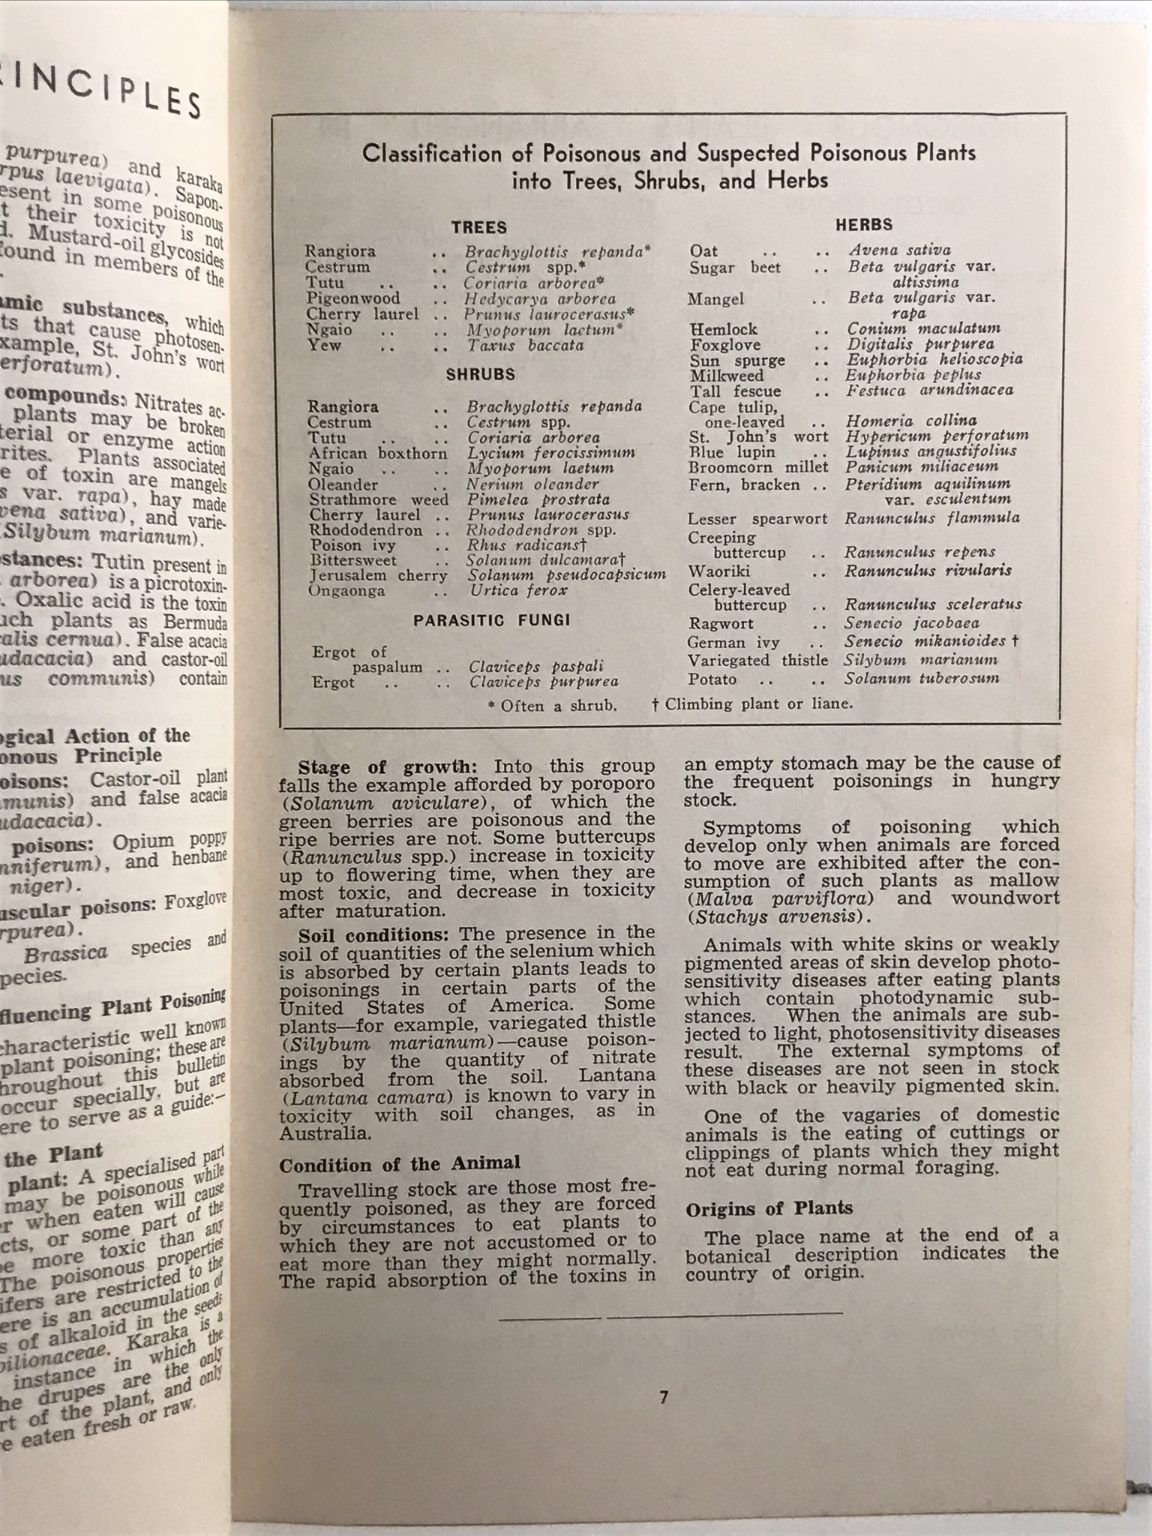 RINCIPLES
purpurea) and karaka
rpus laevigata). Sapon-
esent in some poisonous
t their toxicity is not
d. Mustard-oil glycosides
found in members of the
amic substances, which
ts that cause photosen-
xample, St. John's wort
erforatum).
compounds: Nitrates ac-
plants may be broken
terial or enzyme action
rites. Plants associated
e of toxin are mangels
s var. rapa), hay made
vena sativa), and varie-
(Silybum marianum).
stances: Tutin present in
arborea) is a picrotoxin-
. Oxalic acid is the toxin
uch plants as Bermuda
calis cernua). False acacia
udacacia) and castor-oil
us communis) contain
ogical Action of the
onous Principle
oisons: Castor-oil plant
munis) and false acacia
udacacia).
poisons: Opium poppy
nniferum), and henbane
niger).
uscular poisons: Foxglove
rpurea).
Brassica species and
pecies.
fluencing Plant Poisoning
characteristic well known
plant poisoning; these are
hroughout this bulletin
occur specially, but are
ere to serve as a guide:—
the Plant
plant: A specialised part
may be poisonous while
r when eaten will cause
cts, or some part of the
be more toxic than any
The poisonous properties
ifers are restricted to the
ere is an accumulation of
s of alkaloid in the seeds
pilionaceae. Karaka is a
instance in which the
he drupes are the only
rt of the plant, and only
e eaten fresh or raw.
Classification of Poisonous and Suspected Poisonous Plants
into Trees, Shrubs, and Herbs
TREES
Rangiora .. Brachyglottis repanda*
Cestrum .. Cestrum spp.*
Tutu .. .. Coriaria arborea*
Pigeonwood .. Hedycarya arborea
Cherry laurel .. Prunus laurocerasus*
Ngaio .. .. Myoporum laetum*
Yew .. .. Taxus baccata
SHRUBS
Rangiora .. Brachyglottis repanda
Cestrum .. Cestrum spp.
Tutu .. .. Coriaria arborea
African boxthorn Lycium ferocissimum
Ngaio .. .. Myoporum laetum
Oleander .. Nerium oleander
Strathmore weed Pimelea prostrata
Cherry laurel .. Prunus laurocerasus
Rhododendron .. Rhododendron spp.
Poison ivy .. Rhus radicans†
Bittersweet .. Solanum dulcamara†
Jerusalem cherry Solanum pseudocapsicum
Ongaonga .. Urtica ferox
PARASITIC FUNGI
Ergot of
paspalum .. Claviceps paspali
Ergot .. .. Claviceps purpurea
HERBS
Oat .. .. Avena sativa
Sugar beet .. Beta vulgaris var.
altissima
Mangel .. Beta vulgaris var.
rapa
Hemlock .. Conium maculatum
Foxglove .. Digitalis purpurea
Sun spurge .. Euphorbia helioscopia
Milkweed .. Euphorbia peplus
Tall fescue .. Festuca arundinacea
Cape tulip,
one-leaved .. Homeria collina
St. John's wort Hypericum perforatum
Blue lupin .. Lupinus angustifolius
Broomcorn millet Panicum miliaceum
Fern, bracken .. Pteridium aquilinum
var. esculentum
Lesser spearwort Ranunculus flammula
Creeping
buttercup .. Ranunculus repens
Waoriki .. Ranunculus rivularis
Celery-leaved
buttercup .. Ranunculus sceleratus
Ragwort .. Senecio jacobaea
German ivy .. Senecio mikanioides †
Variegated thistle Silybum marianum
Potato .. .. Solanum tuberosum
* Often a shrub. † Climbing plant or liane.
Stage of growth: Into this group
falls the example afforded by poroporo
(Solanum aviculare), of which the
green berries are poisonous and the
ripe berries are not. Some buttercups
(Ranunculus spp.) increase in toxicity
up to flowering time, when they are
most toxic, and decrease in toxicity
after maturation.
Soil conditions: The presence in the
soil of quantities of the selenium which
is absorbed by certain plants leads to
poisonings in certain parts of the
United States of America. Some
plants—for example, variegated thistle
(Silybum marianum)—cause poison-
ings by the quantity of nitrate
absorbed from the soil. Lantana
(Lantana camara) is known to vary in
toxicity with soil changes, as in
Australia.
Condition of the Animal
Travelling stock are those most fre-
quently poisoned, as they are forced
by circumstances to eat plants to
which they are not accustomed or to
eat more than they might normally.
The rapid absorption of the toxins in
an empty stomach may be the cause of
the frequent poisonings in hungry
stock.
Symptoms of poisoning which
develop only when animals are forced
to move are exhibited after the con-
sumption of such plants as mallow
(Malva parviflora) and woundwort
(Stachys arvensis).
Animals with white skins or weakly
pigmented areas of skin develop photo-
sensitivity diseases after eating plants
which contain photodynamic sub-
stances. When the animals are sub-
jected to light, photosensitivity diseases
result. The external symptoms of
these diseases are not seen in stock
with black or heavily pigmented skin.
One of the vagaries of domestic
animals is the eating of cuttings or
clippings of plants which they might
not eat during normal foraging.
Origins of Plants
The place name at the end of a
botanical description indicates the
country of origin.
7